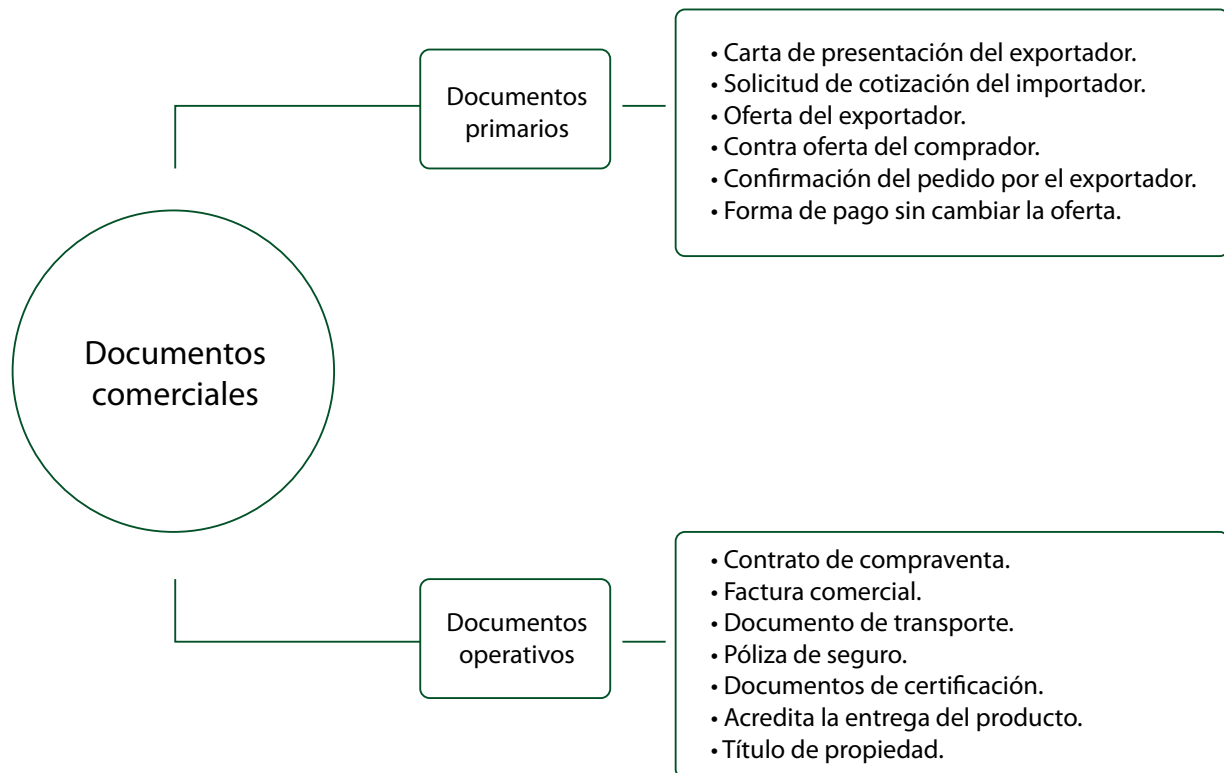 Documentos
primarios
• Carta de presentación del exportador.
• Solicitud de cotización del importador.
• Oferta del exportador.
• Contra oferta del comprador.
• Confirmación del pedido por el exportador.
• Forma de pago sin cambiar la oferta.
Documentos
comerciales
Documentos
operativos
• Contrato de compraventa.
• Factura comercial.
• Documento de transporte.
• Póliza de seguro.
• Documentos de certificación.
• Acredita la entrega del producto.
• Título de propiedad.